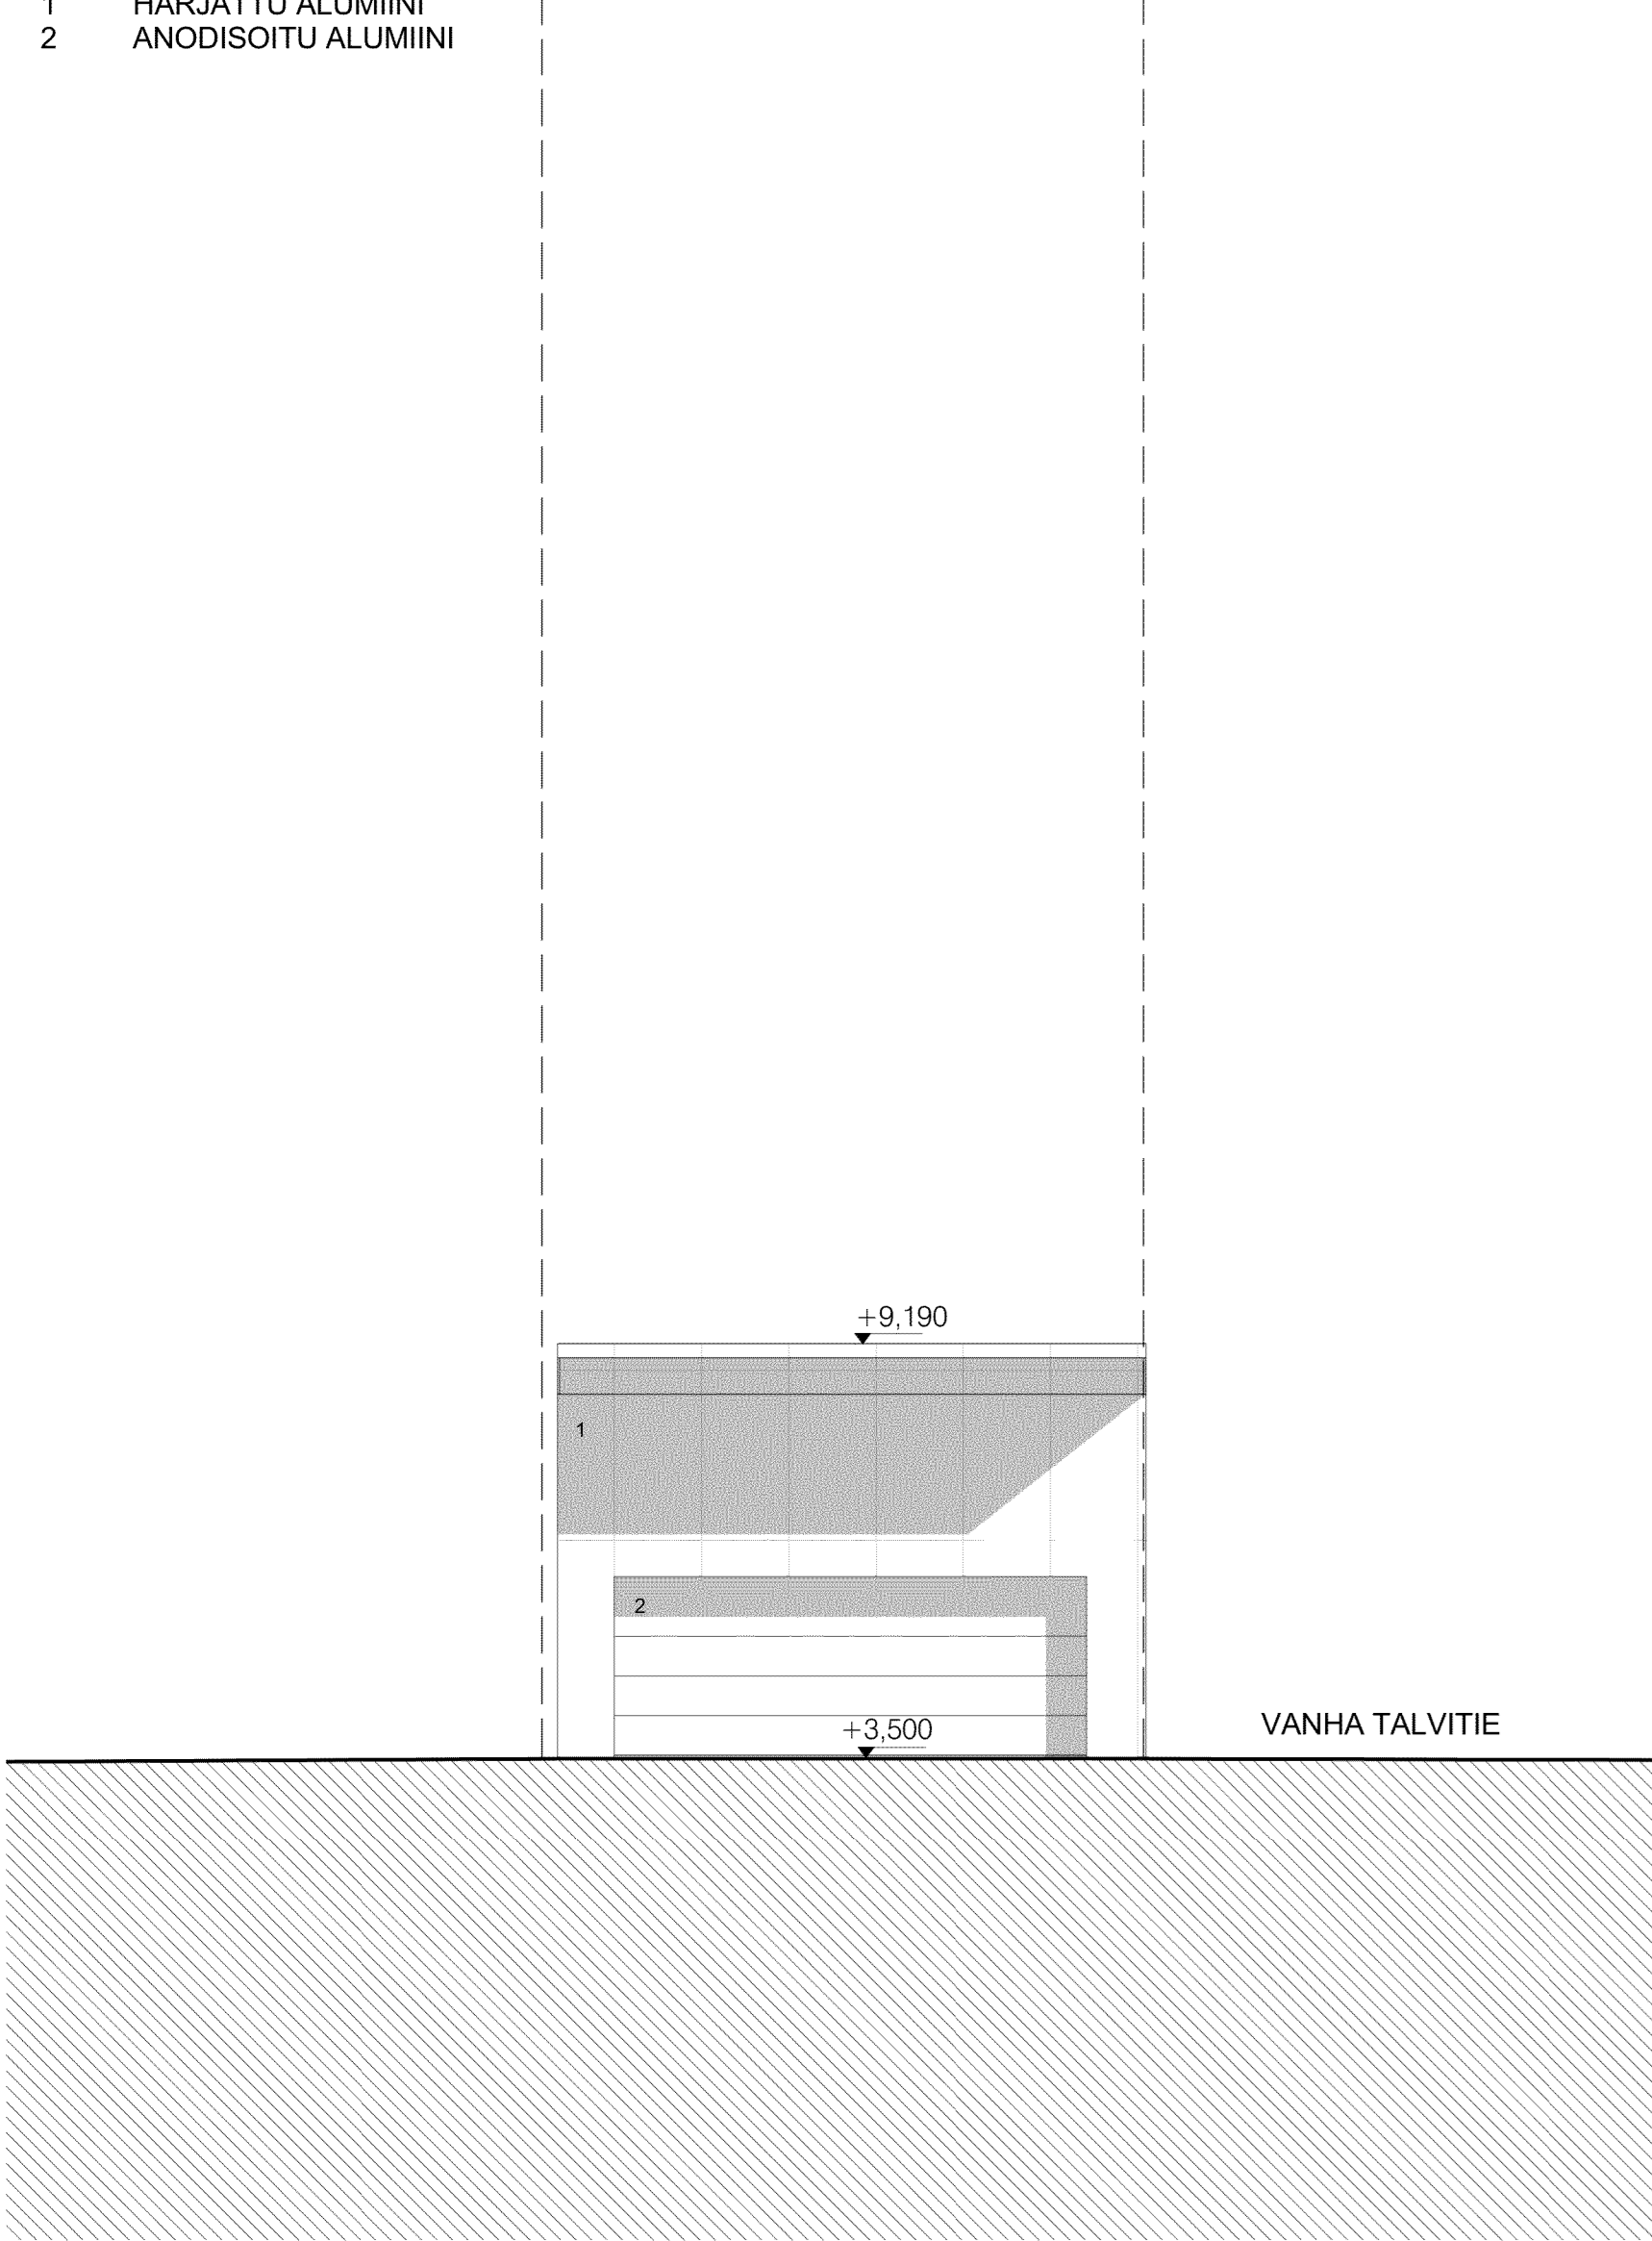 1 HARJATTU ALUMIINI
2 ANODISOITU ALUMIINI
+9,190
1
2
+3,500
VANHA TALVITIE